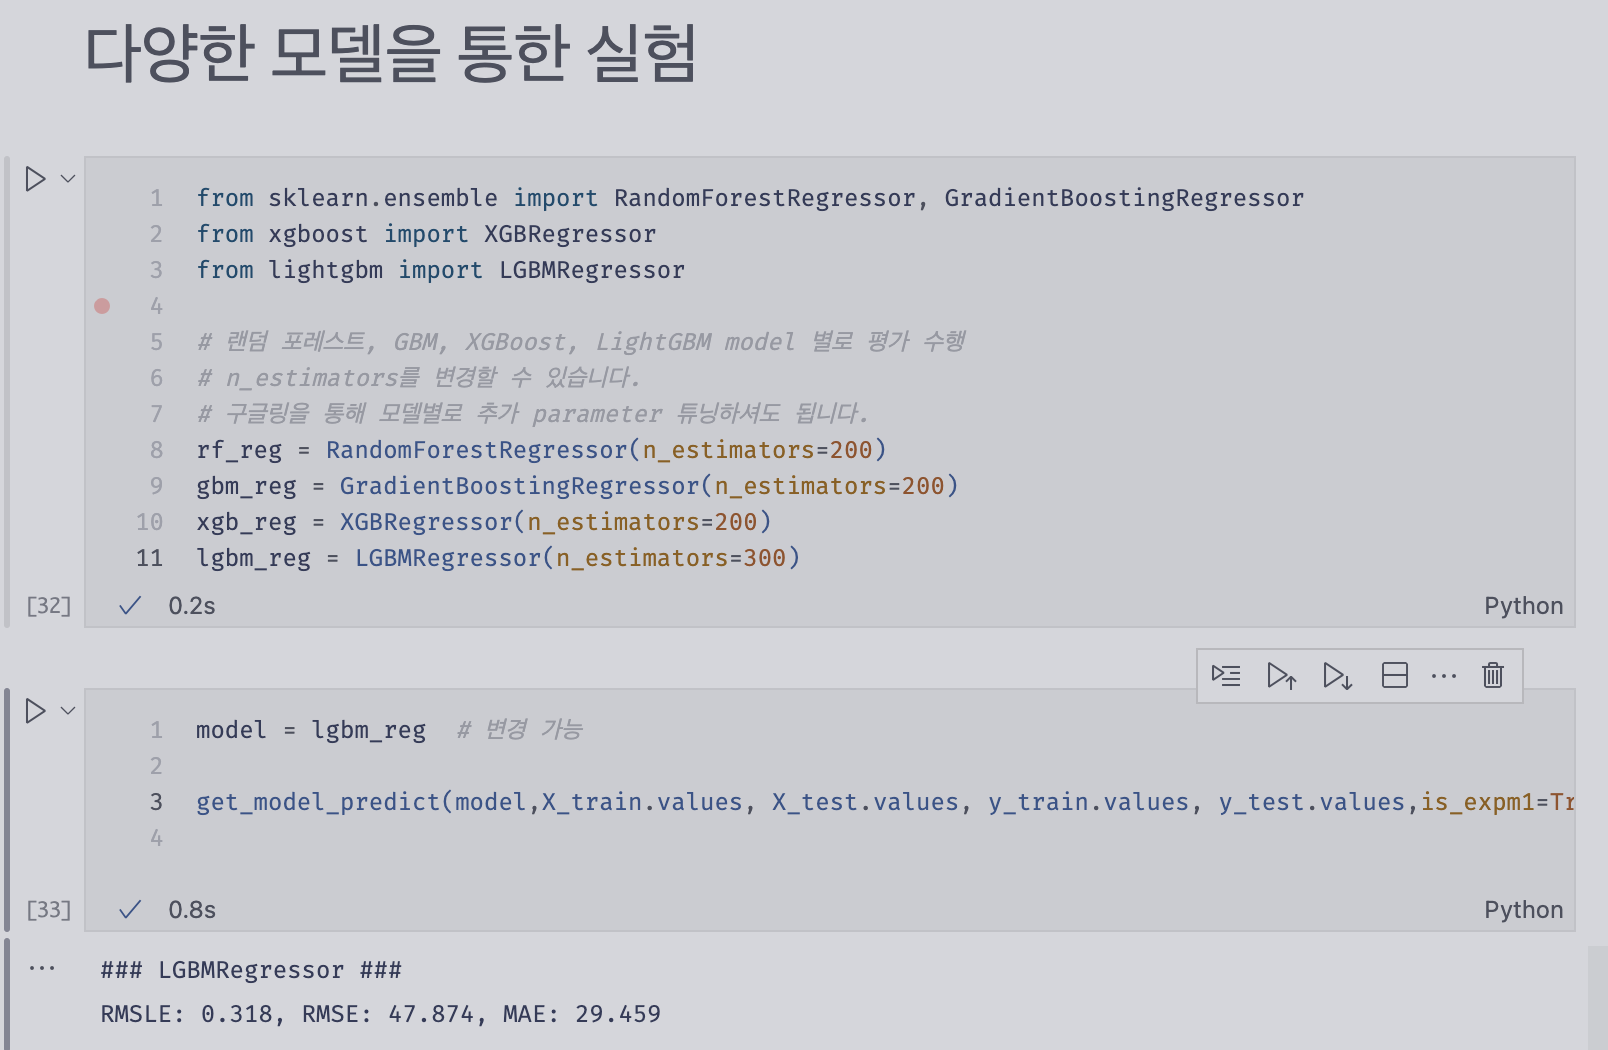 다양한 모델을 통한 실험
1 from sklearn.ensemble import RandomForestRegressor, GradientBoostingRegressor
2 from xgboost import XGBRegressor
3 from lightgbm import LGBMRegressor
4
5 # 랜덤 포레스트, GBM, XGBoost, LightGBM model 별로 평가 수행
6 # n_estimators를 변경할 수 있습니다.
7 # 구글링을 통해 모델별로 추가 parameter 튜닝하셔도 됩니다.
8 rf_reg = RandomForestRegressor(n_estimators=200)
9 gbm_reg = GradientBoostingRegressor(n_estimators=200)
10 xgb_reg = XGBRegressor(n_estimators=200)
11 lgbm_reg = LGBMRegressor(n_estimators=300)
[32] 0.2s Python
1 model = lgbm_reg  # 변경 가능
2
3 get_model_predict(model,X_train.values, X_test.values, y_train.values, y_test.values,is_expm1=Tr
4
[33] 0.8s Python
### LGBMRegressor ###
RMSLE: 0.318, RMSE: 47.874, MAE: 29.459